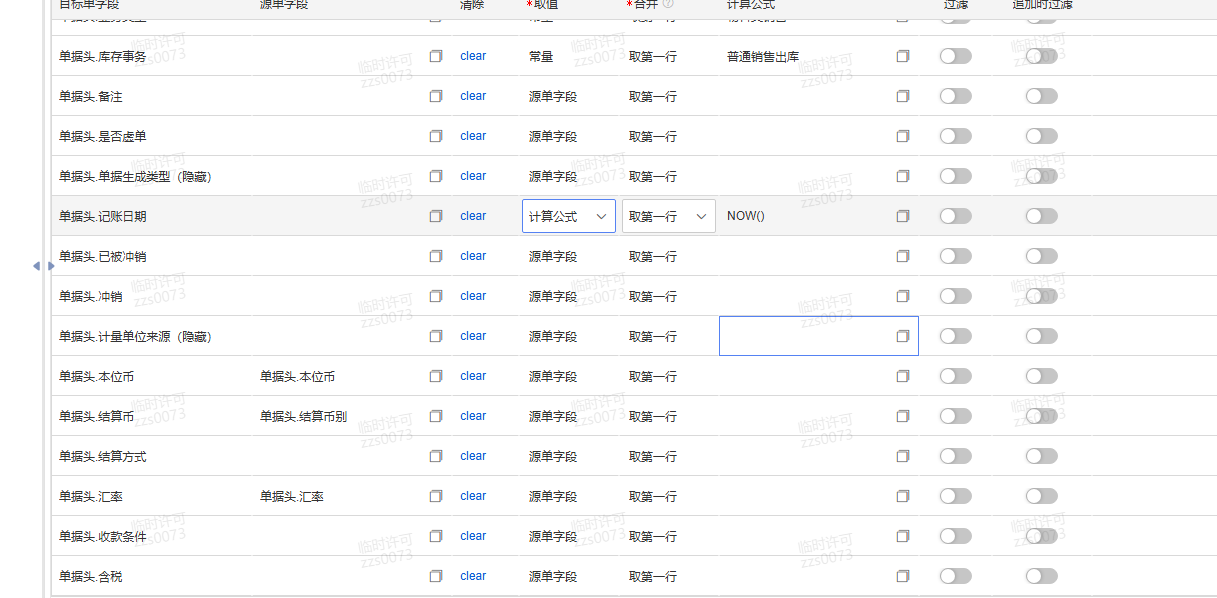 目标单字段 源单字段 清除 *取值 *合并 计算公式 过滤 追加时过滤
单据头.库存事务 clear 常量 取第一行 普通销售出库
单据头.备注 clear 源单字段 取第一行
单据头.是否虚单 clear 源单字段 取第一行
单据头.单据生成类型（隐藏） clear 源单字段 取第一行
单据头.记账日期 clear 计算公式 取第一行 NOW()
单据头.已被冲销 clear 源单字段 取第一行
单据头.冲销 clear 源单字段 取第一行
单据头.计量单位来源（隐藏） clear 源单字段 取第一行
单据头.本位币 单据头.本位币 clear 源单字段 取第一行
单据头.结算币 单据头.结算币别 clear 源单字段 取第一行
单据头.结算方式 clear 源单字段 取第一行
单据头.汇率 单据头.汇率 clear 源单字段 取第一行
单据头.收款条件 clear 源单字段 取第一行
单据头.含税 clear 源单字段 取第一行
临时许可
zzs0073